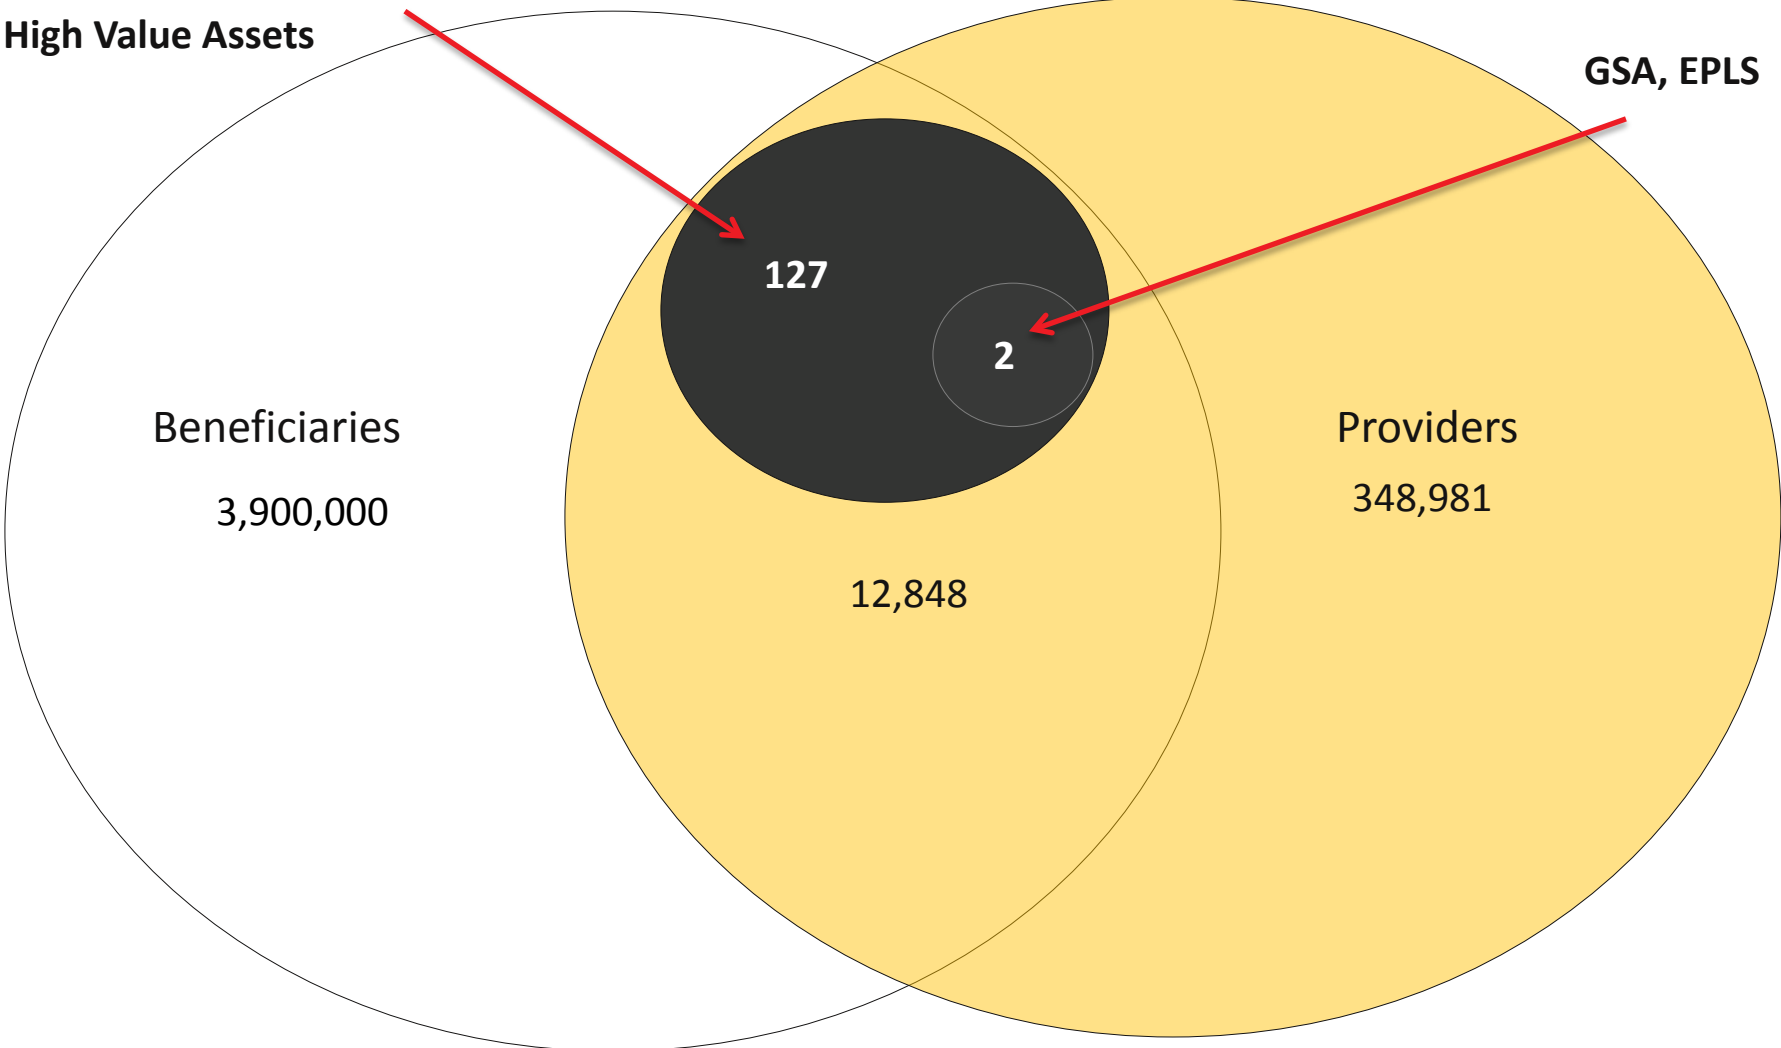 High Value Assets
GSA, EPLS
127
2
Beneficiaries
3,900,000
Providers
348,981
12,848